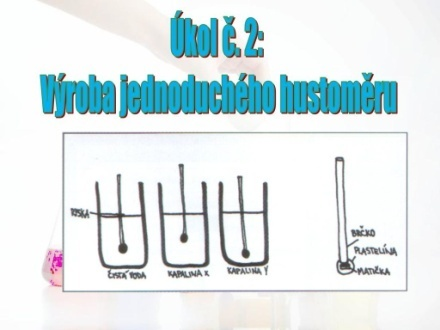 Úkol č. 2:
Výroba jednoduchého hustoměru
RYSKA
ČISTÁ VODA
KAPALINA X
KAPALINA Y
BRČKO
PLASTELÍNA
MATIČKA